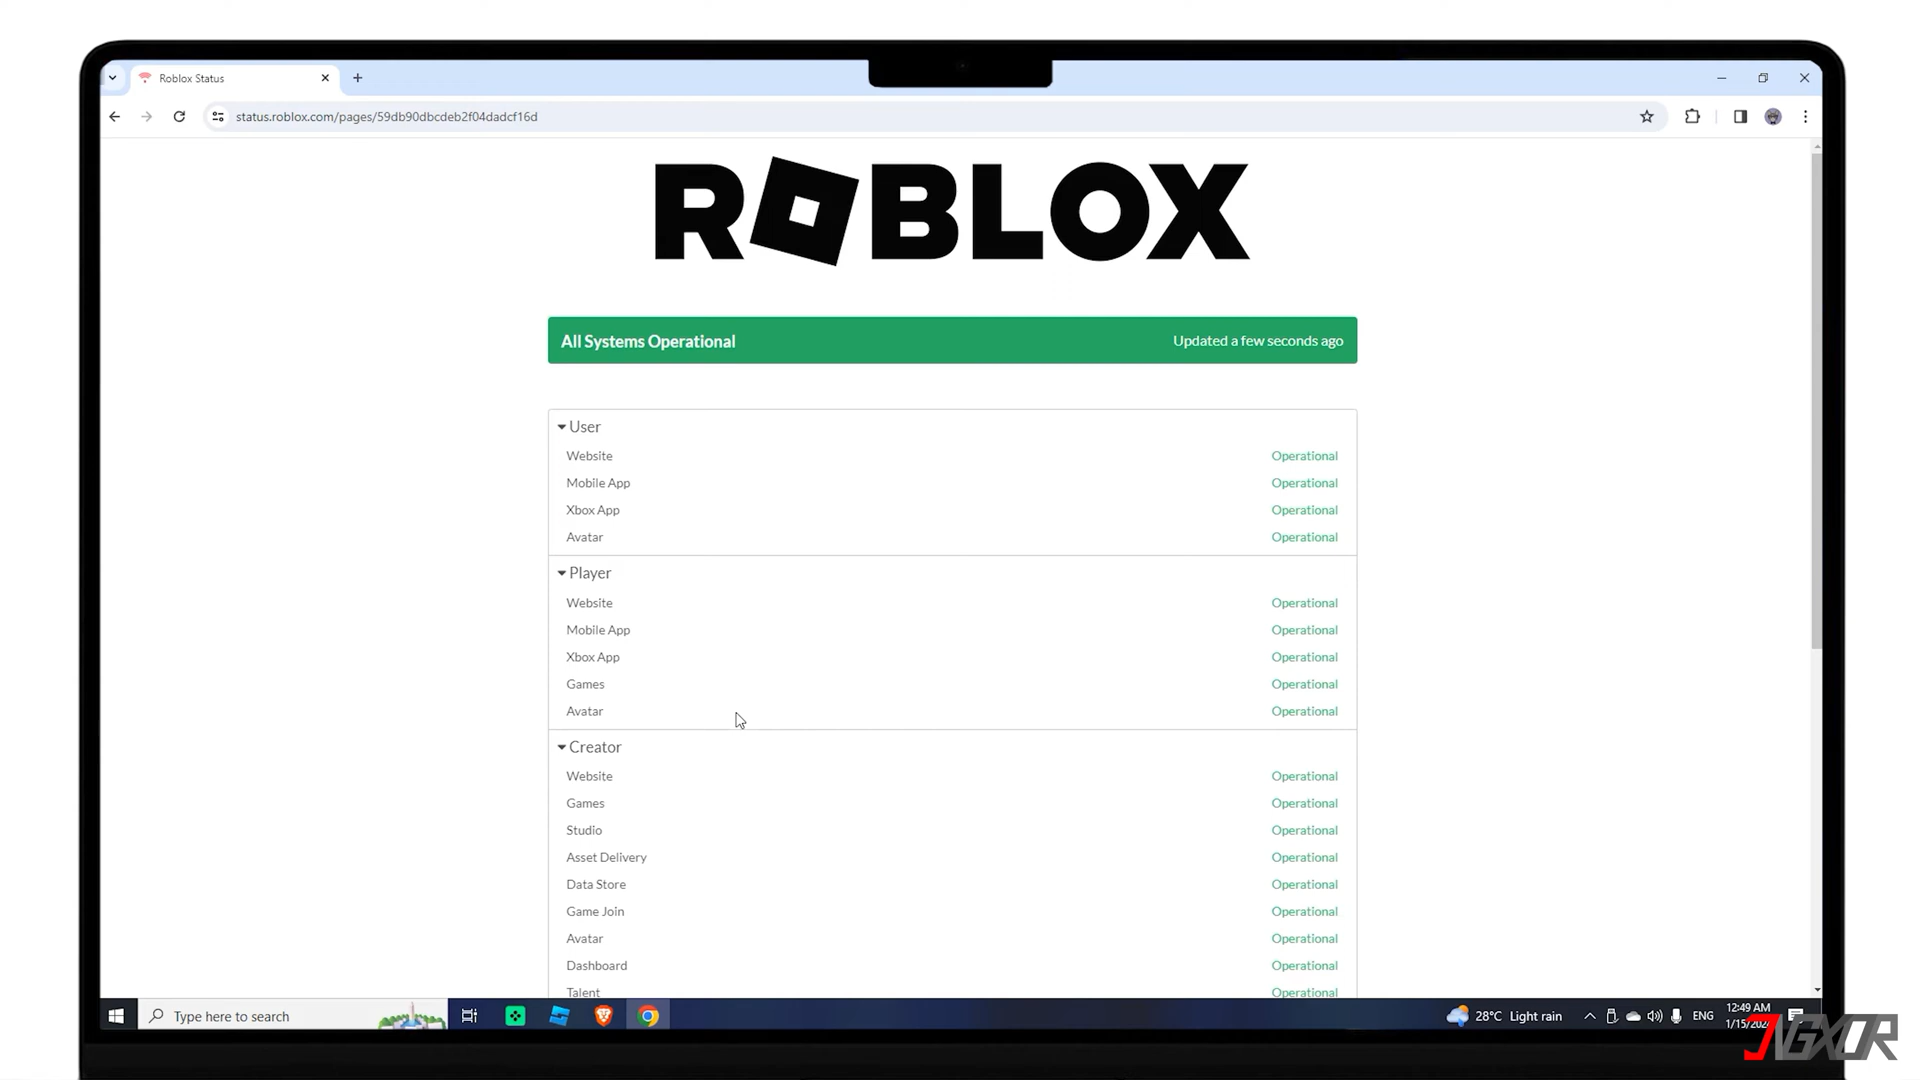 Roblox Status
status.roblox.com/pages/59db90dbcdeb2f04dadcf16d
ROBLOX
All Systems Operational Updated a few seconds ago
User
Website Operational
Mobile App Operational
Xbox App Operational
Avatar Operational
Player
Website Operational
Mobile App Operational
Xbox App Operational
Games Operational
Avatar Operational
Creator
Website Operational
Games Operational
Studio Operational
Asset Delivery Operational
Data Store Operational
Game Join Operational
Avatar Operational
Dashboard Operational
Talent Operational
Type here to search
28°C Light rain
ENG
12:49 AM
JNGXOR